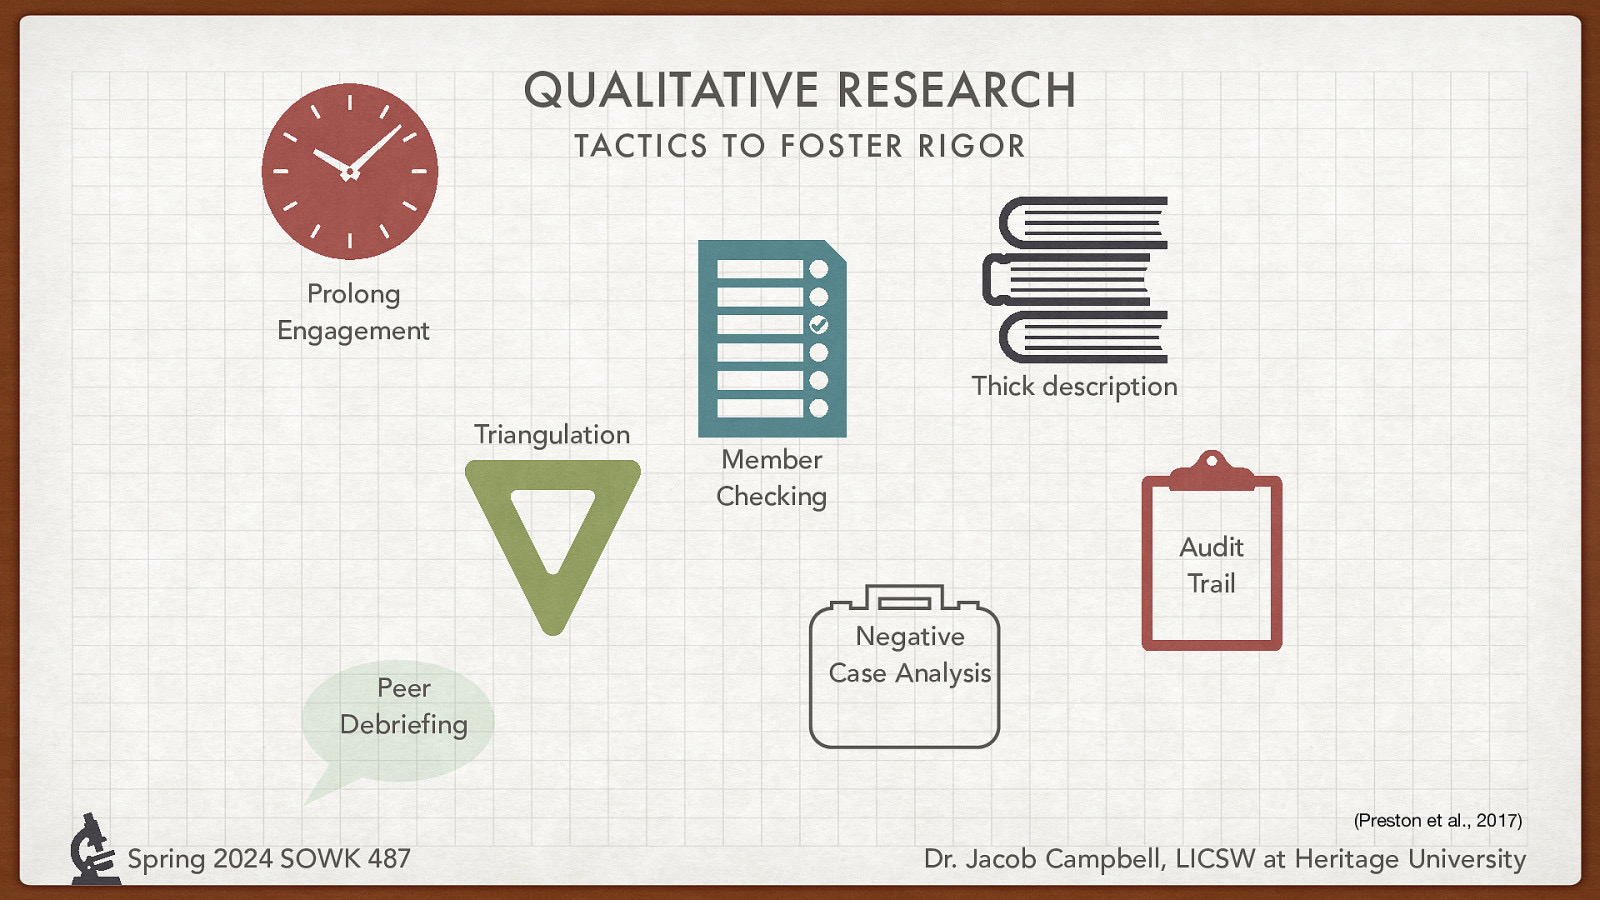 QUALITATIVE RESEARCH
TACTICS TO FOSTER RIGOR
Prolong
Engagement
Thick description
Triangulation
Member
Checking
Audit
Trail
Negative
Case Analysis
Peer
Debriefing
(Preston et al., 2017)
Spring 2024 SOWK 487
Dr. Jacob Campbell, LICSW at Heritage University